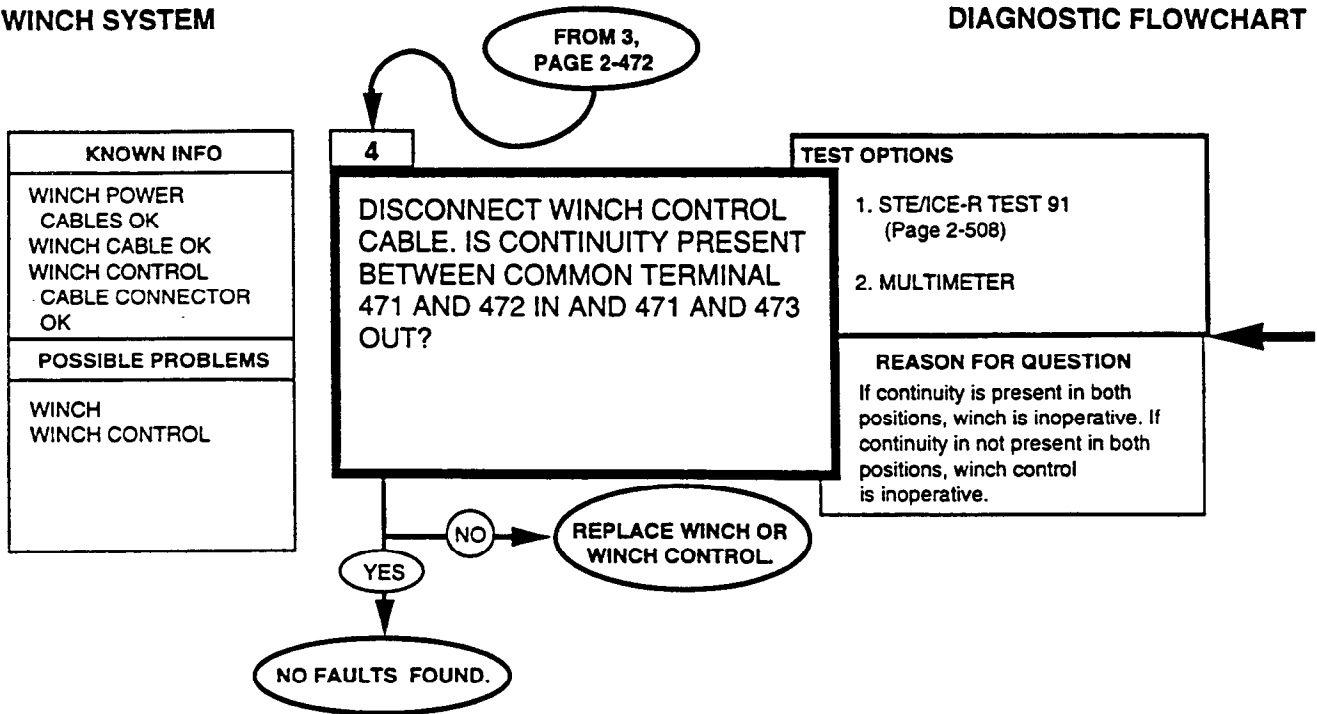 WINCH SYSTEM
DIAGNOSTIC FLOWCHART
FROM 3,
PAGE 2-472
KNOWN INFO
WINCH POWER
CABLES OK
WINCH CABLE OK
WINCH CONTROL
CABLE CONNECTOR
OK
POSSIBLE PROBLEMS
WINCH
WINCH CONTROL
4
DISCONNECT WINCH CONTROL
CABLE. IS CONTINUITY PRESENT
BETWEEN COMMON TERMINAL
471 AND 472 IN AND 471 AND 473
OUT?
TEST OPTIONS
1. STE/ICE-R TEST 91
(Page 2-508)
2. MULTIMETER
REASON FOR QUESTION
If continuity is present in both
positions, winch is inoperative. If
continuity in not present in both
positions, winch control
is inoperative.
NO
REPLACE WINCH OR
WINCH CONTROL.
YES
NO FAULTS FOUND.